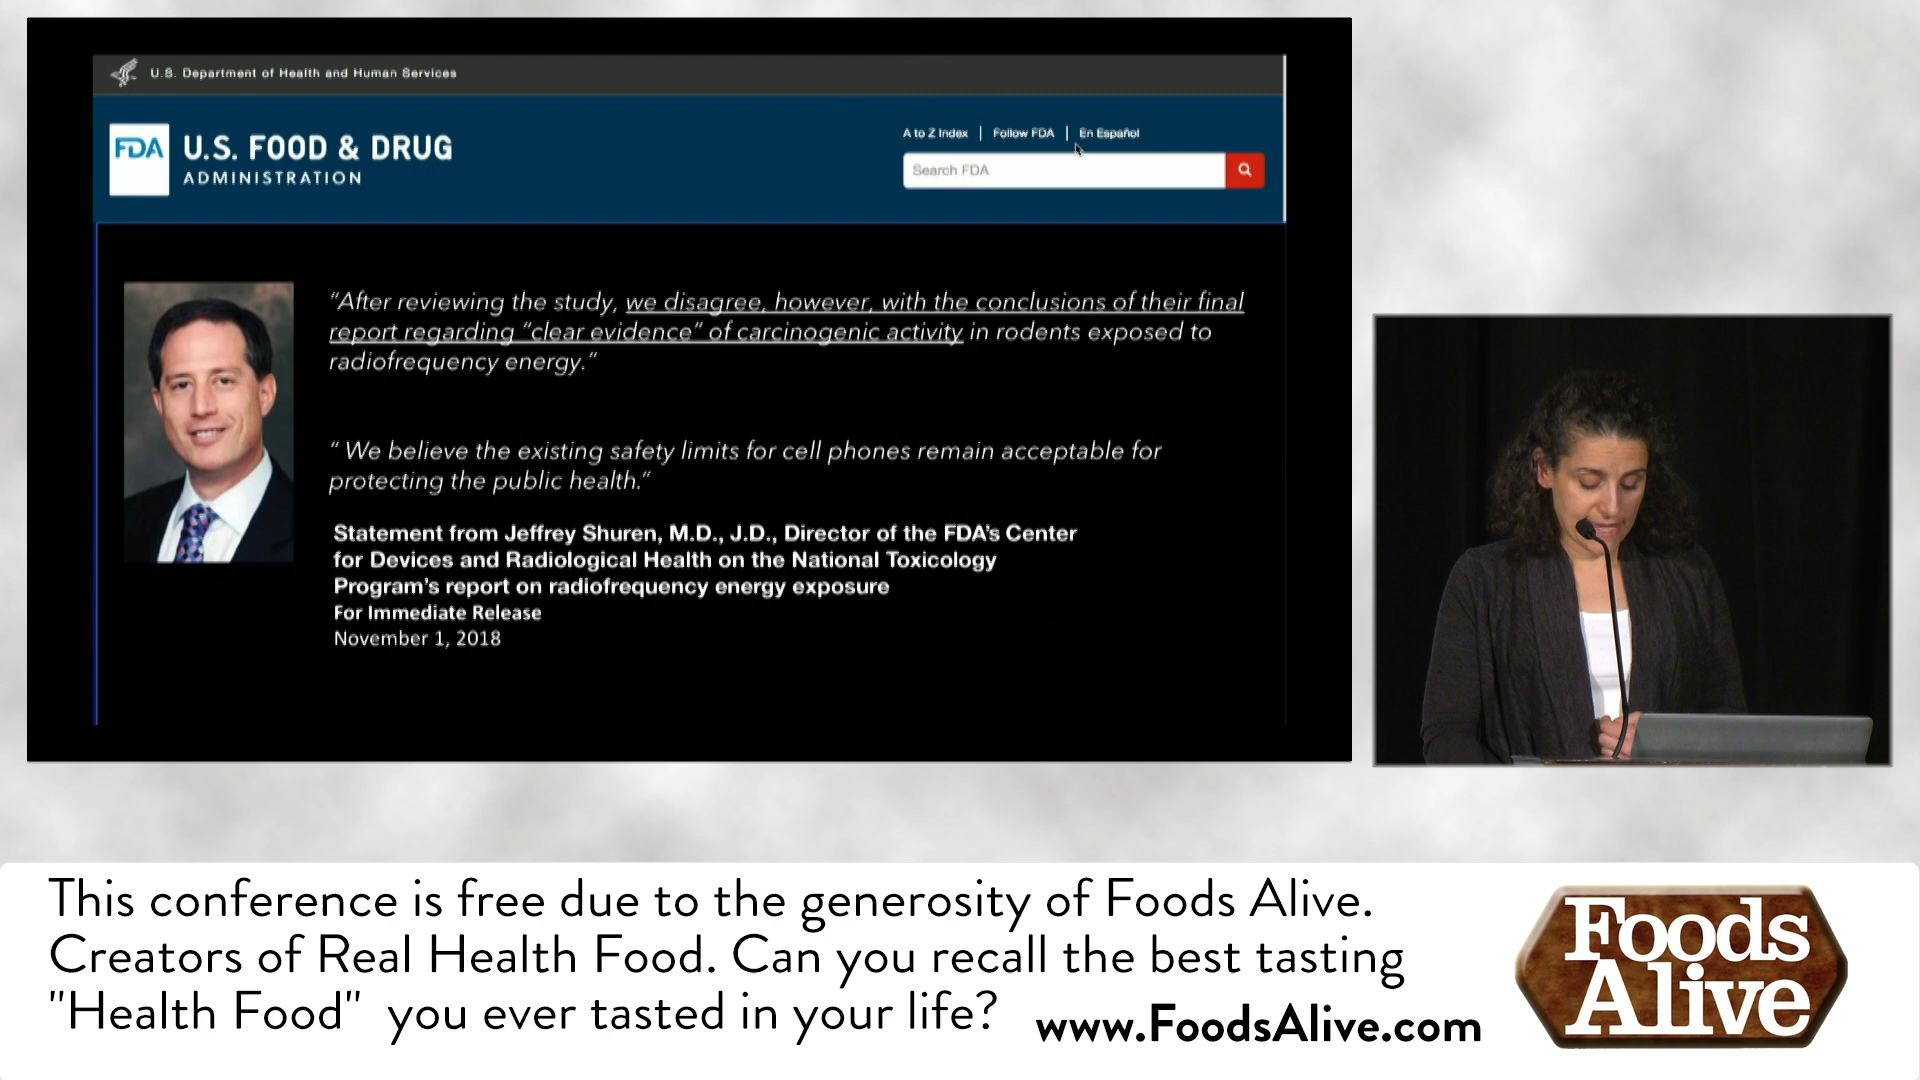 U.S. Department of Health and Human Services
FDA
U.S. FOOD & DRUG
ADMINISTRATION
A to Z Index | Follow FDA | En Español
Search FDA
“After reviewing the study, we disagree, however, with the conclusions of their final
report regarding “clear evidence” of carcinogenic activity in rodents exposed to
radiofrequency energy.”
“ We believe the existing safety limits for cell phones remain acceptable for
protecting the public health.”
Statement from Jeffrey Shuren, M.D., J.D., Director of the FDA’s Center
for Devices and Radiological Health on the National Toxicology
Program’s report on radiofrequency energy exposure
For Immediate Release
November 1, 2018
This conference is free due to the generosity of Foods Alive.
Creators of Real Health Food. Can you recall the best tasting
"Health Food" you ever tasted in your life?
www.FoodsAlive.com
Foods
Alive